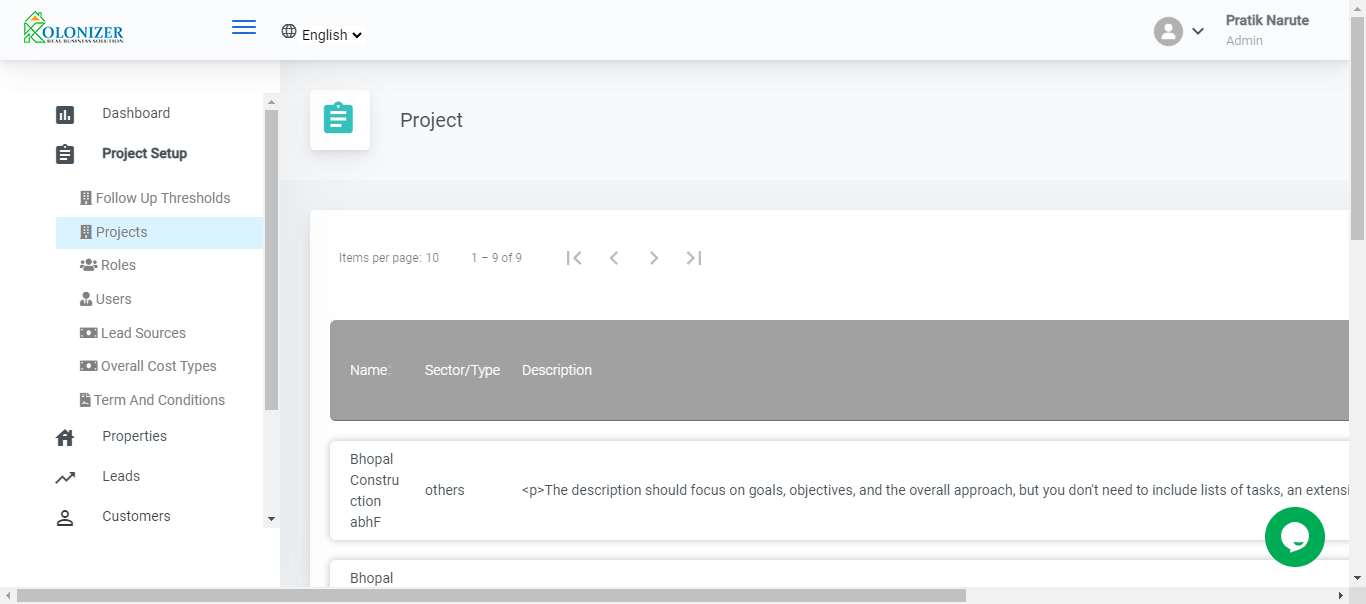 KOLONIZER
REAL BUSINESS SOLUTION
English
Pratik Narute
Admin
Dashboard
Project Setup
Follow Up Thresholds
Projects
Roles
Users
Lead Sources
Overall Cost Types
Term And Conditions
Properties
Leads
Customers
Project
Items per page: 10 1 – 9 of 9
Name Sector/Type Description
Bhopal
Constru
ction
abhF
others
<p>The description should focus on goals, objectives, and the overall approach, but you don't need to include lists of tasks, an extensi
Bhopal